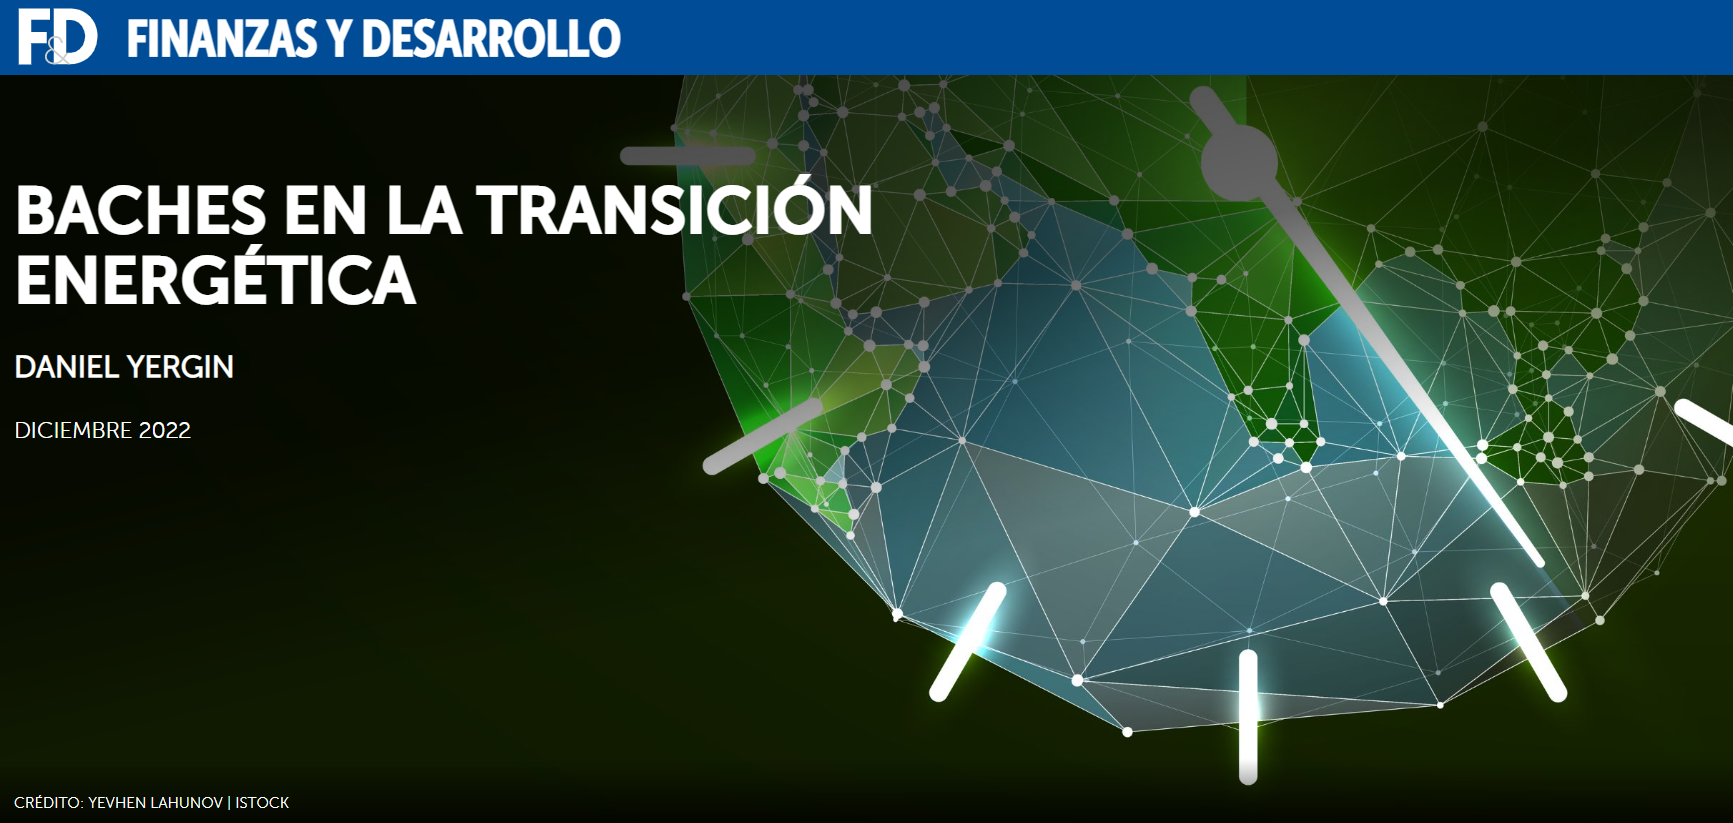 F&D FINANZAS Y DESARROLLO
BACHES EN LA TRANSICIÓN
ENERGÉTICA
DANIEL YERGIN
DICIEMBRE 2022
CRÉDITO: YEVHEN LAHUNOV | ISTOCK